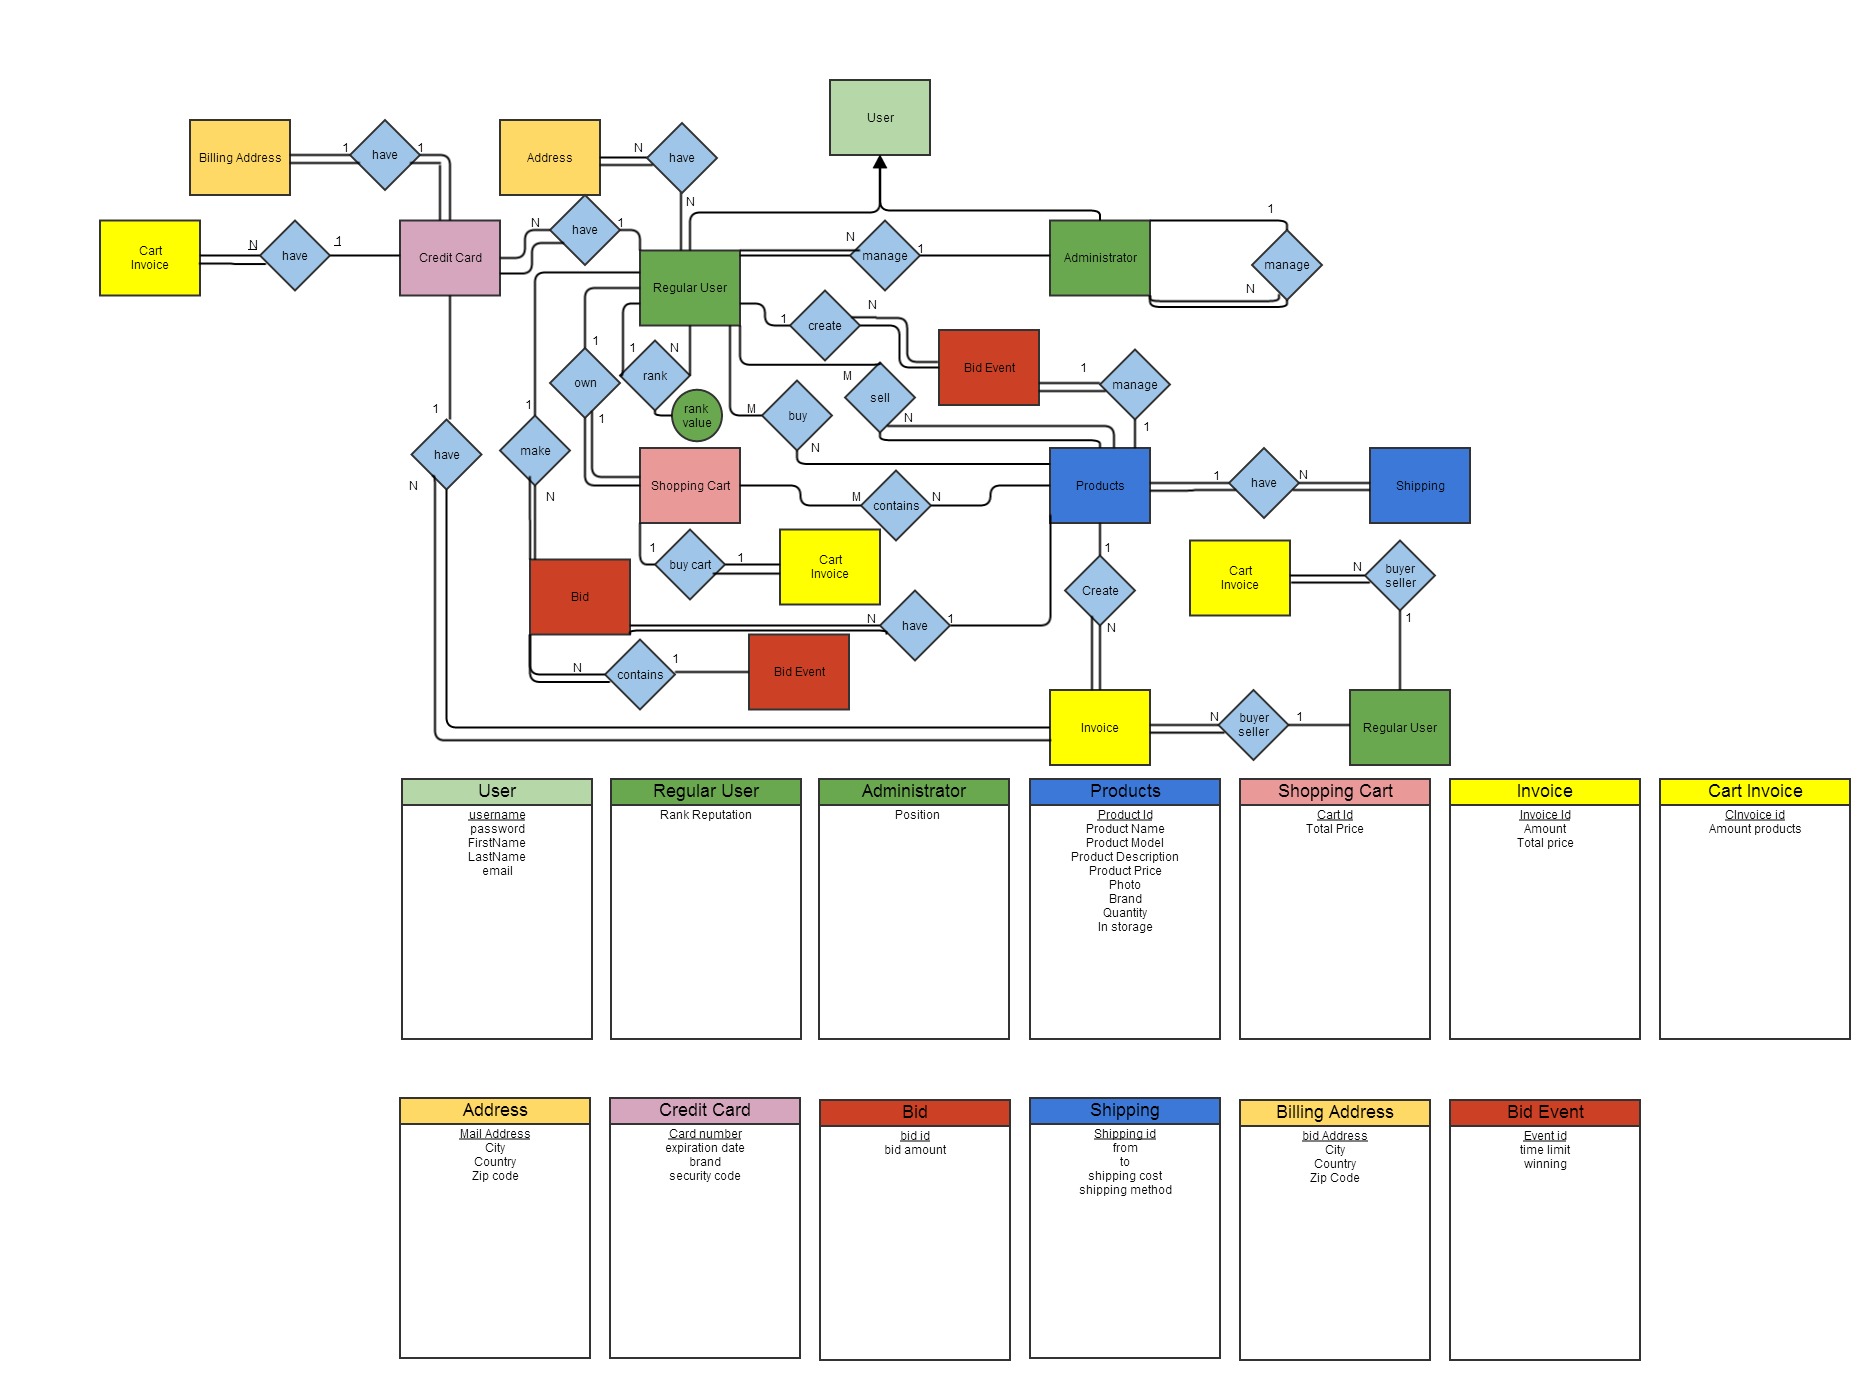 User
Billing Address
1
have
1
Address
N
have
N
Cart
Invoice
N
have
1
Credit Card
N
have
1
Regular User
N
manage
1
Administrator
1
manage
N
1
create
N
Bid Event
1
manage
1
1
own
1
1
rank
N
rank
value
M
buy
N
M
sell
N
1
have
N
1
make
N
Shopping Cart
M
contains
N
Products
1
have
N
Shipping
1
buy cart
1
Cart
Invoice
1
Create
N
Cart
Invoice
N
buyer
seller
1
Bid
N
have
1
N
contains
1
Bid Event
Invoice
N
buyer
seller
1
Regular User
User
username
password
FirstName
LastName
email
Regular User
Rank Reputation
Administrator
Position
Products
Product Id
Product Name
Product Model
Product Description
Product Price
Photo
Brand
Quantity
In storage
Shopping Cart
Cart Id
Total Price
Invoice
Invoice Id
Amount
Total price
Cart Invoice
CInvoice id
Amount products
Address
Mail Address
City
Country
Zip code
Credit Card
Card number
expiration date
brand
security code
Bid
bid id
bid amount
Shipping
Shipping id
from
to
shipping cost
shipping method
Billing Address
bid Address
City
Country
Zip Code
Bid Event
Event id
time limit
winning